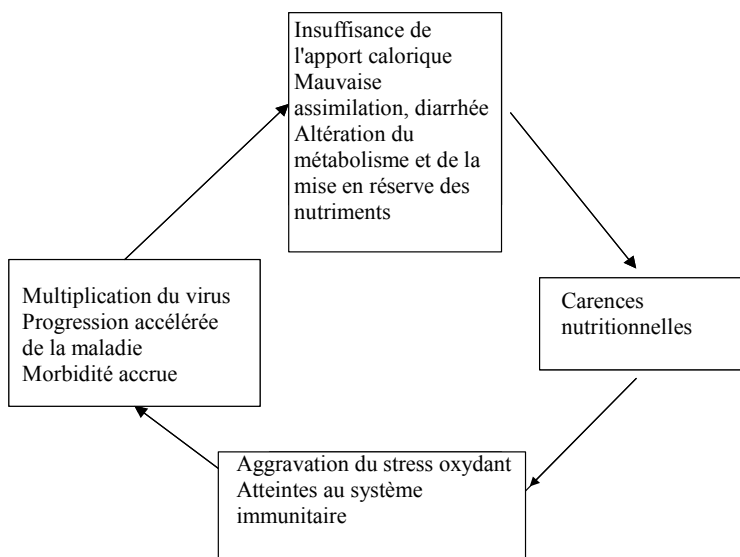 Insuffisance de
l'apport calorique
Mauvaise
assimilation, diarrhée
Altération du
métabolisme et de la
mise en réserve des
nutriments
Carences
nutritionnelles
Aggravation du stress oxydant
Atteintes au système
immunitaire
Multiplication du virus
Progression accélérée
de la maladie
Morbidité accrue